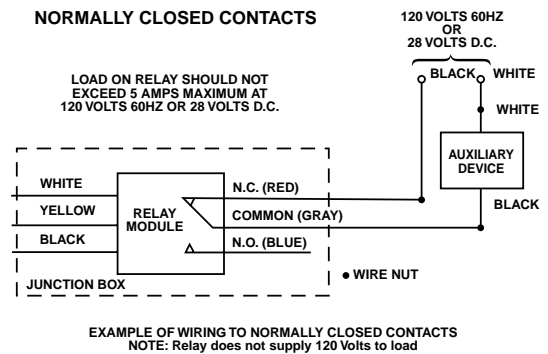 NORMALLY CLOSED CONTACTS
120 VOLTS 60HZ
OR
28 VOLTS D.C.
LOAD ON RELAY SHOULD NOT
EXCEED 5 AMPS MAXIMUM AT
120 VOLTS 60HZ OR 28 VOLTS D.C.
BLACK
WHITE
WHITE
AUXILIARY
DEVICE
BLACK
WHITE
YELLOW
BLACK
RELAY
MODULE
N.C. (RED)
COMMON (GRAY)
N.O. (BLUE)
JUNCTION BOX
WIRE NUT
EXAMPLE OF WIRING TO NORMALLY CLOSED CONTACTS
NOTE: Relay does not supply 120 Volts to load